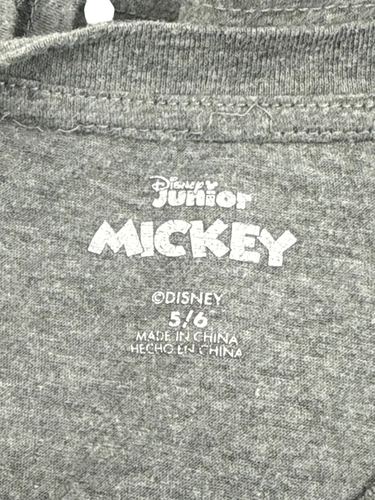 Disney
Junior
MICKEY
©DISNEY
5/6
MADE IN CHINA
HECHO EN CHINA